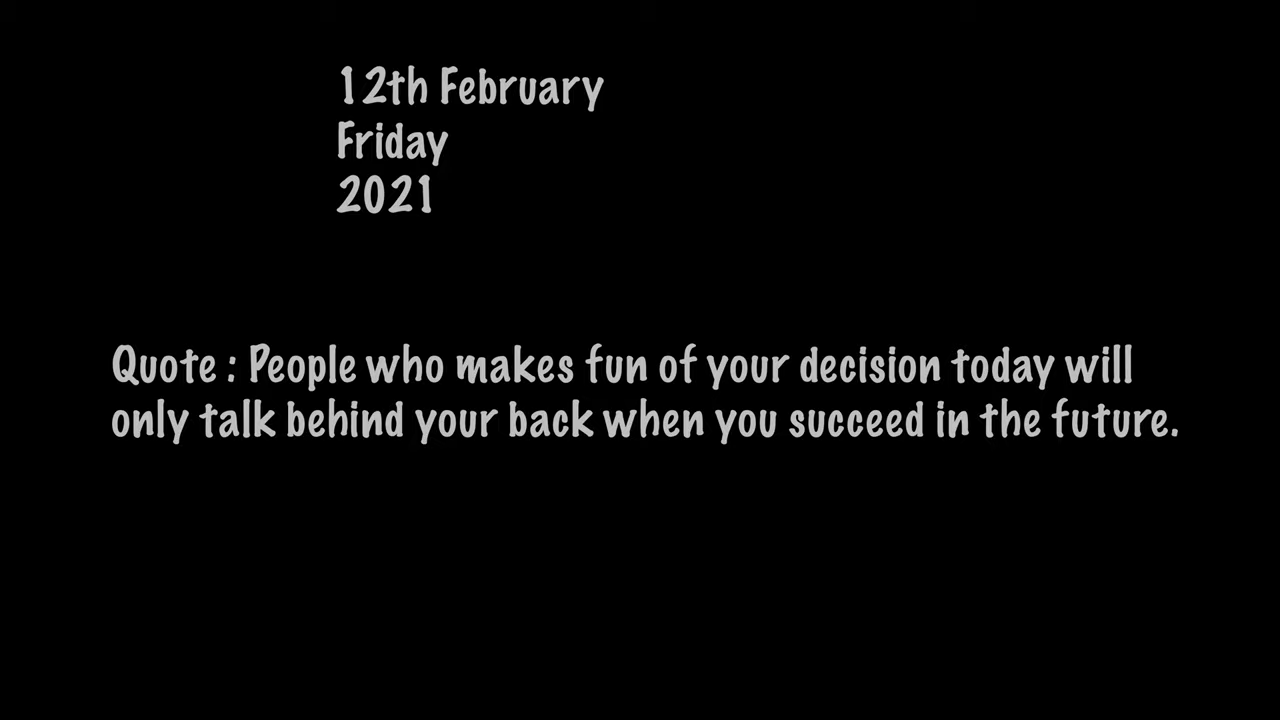 12th February
Friday
2021
Quote : People who makes fun of your decision today will
only talk behind your back when you succeed in the future.